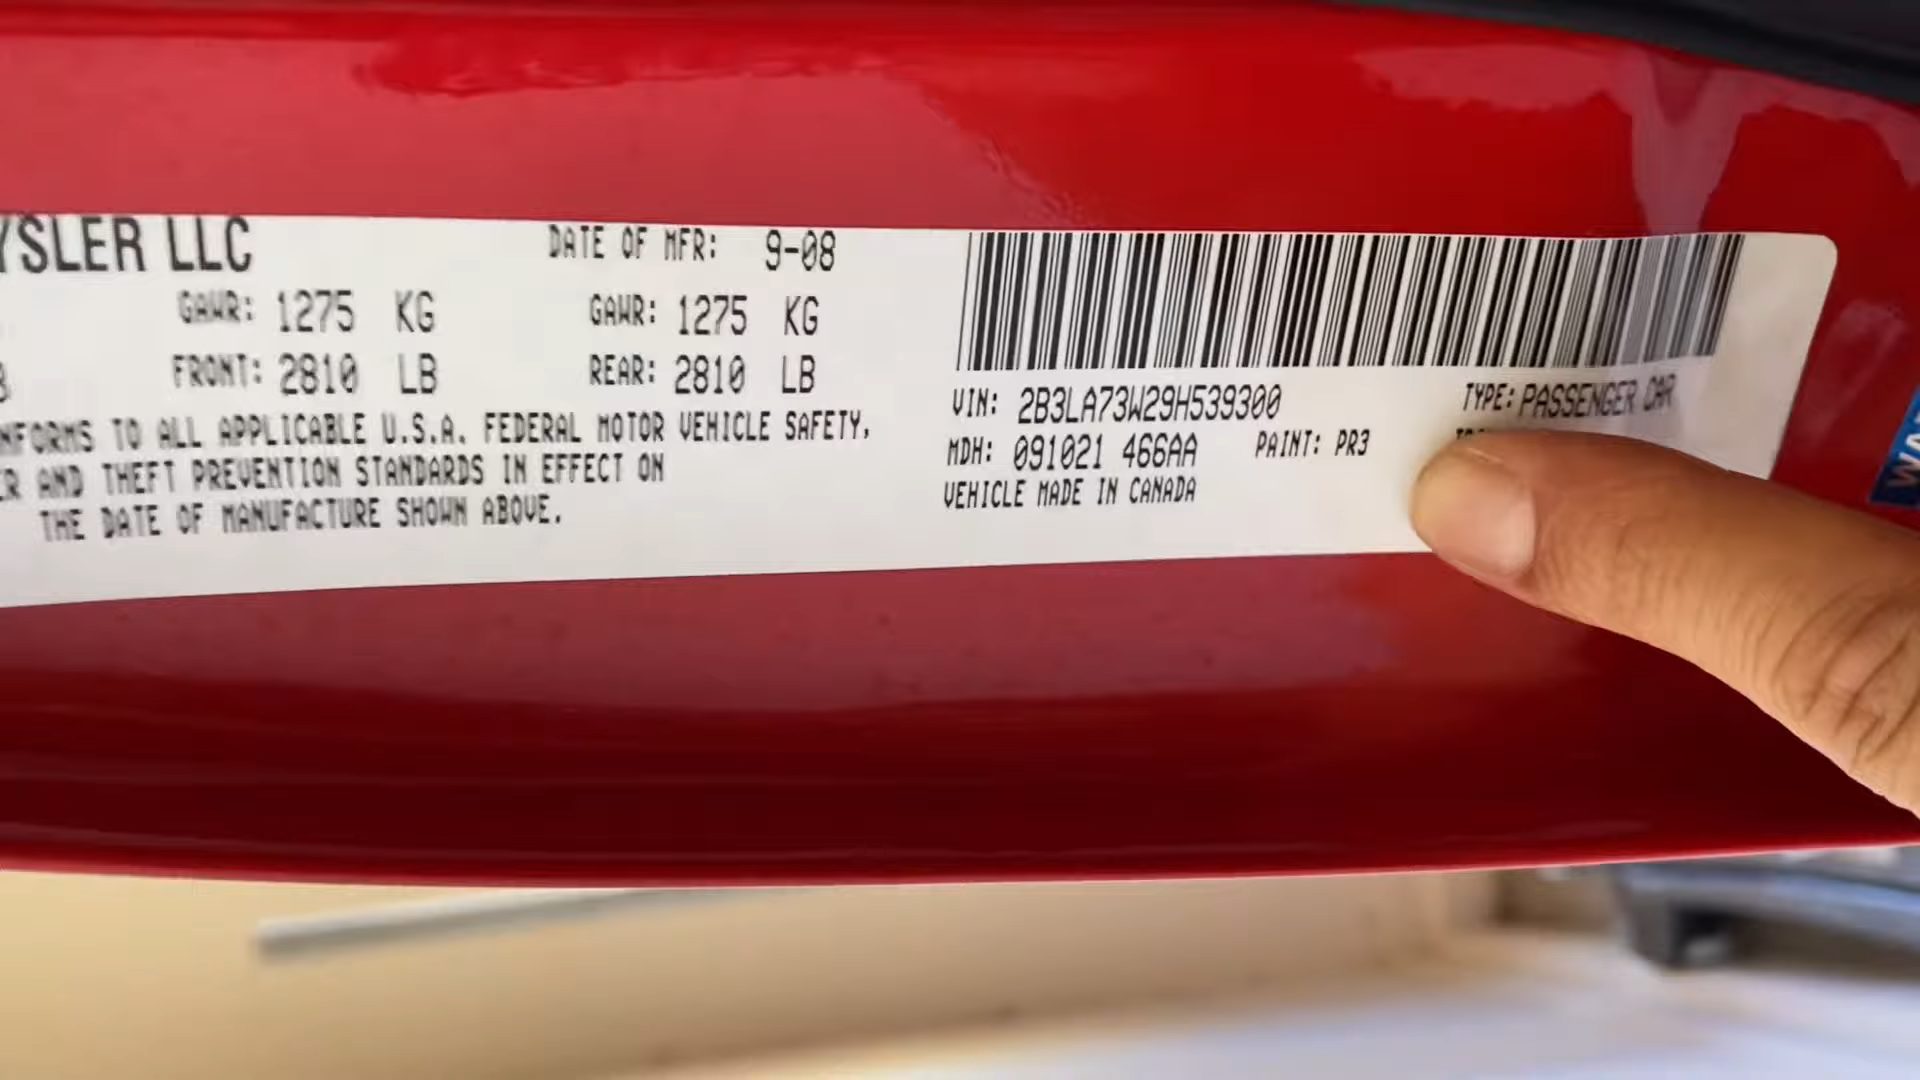 YSLER LLC
DATE OF MFR: 9-08
GAWR: 1275 KG
GAWR: 1275 KG
FRONT: 2810 LB
REAR: 2810 LB
NFORMS TO ALL APPLICABLE U.S.A. FEDERAL MOTOR VEHICLE SAFETY,
ER AND THEFT PREVENTION STANDARDS IN EFFECT ON
THE DATE OF MANUFACTURE SHOWN ABOVE.
VIN: 2B3LA73W29H539300
TYPE: PASSENGER CAR
MDH: 091021 466AA
PAINT: PR3
VEHICLE MADE IN CANADA